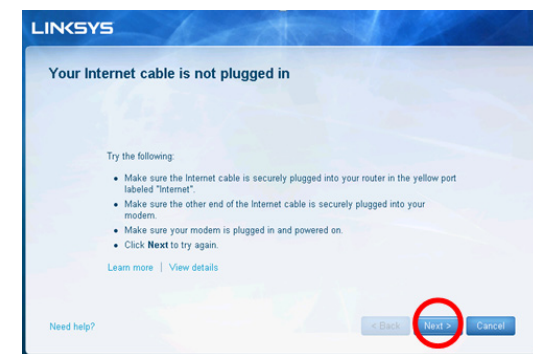 LINKSYS
Your Internet cable is not plugged in
Try the following:
• Make sure the Internet cable is securely plugged into your router in the yellow port
labeled "Internet".
• Make sure the other end of the Internet cable is securely plugged into your
modem.
• Make sure your modem is plugged in and powered on.
• Click Next to try again.
Learn more | View details
Need help? < Back Next > Cancel